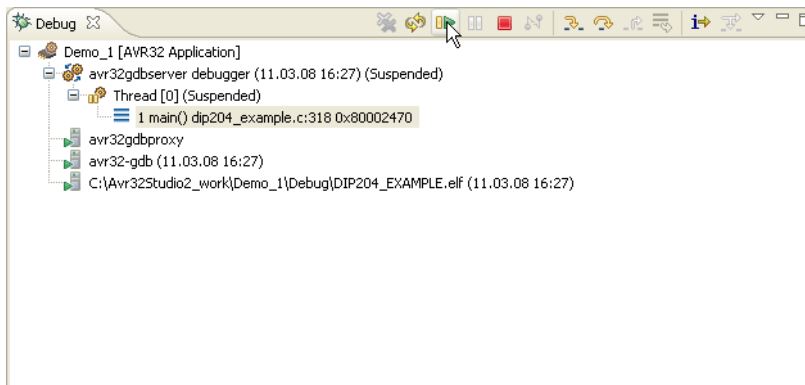 Debug
Demo_1 [AVR32 Application]
avr32gdbserver debugger (11.03.08 16:27) (Suspended)
Thread [0] (Suspended)
1 main() dip204_example.c:318 0x80002470
avr32gdbproxy
avr32-gdb (11.03.08 16:27)
C:\Avr32Studio2_work\Demo_1\Debug\DIP204_EXAMPLE.elf (11.03.08 16:27)